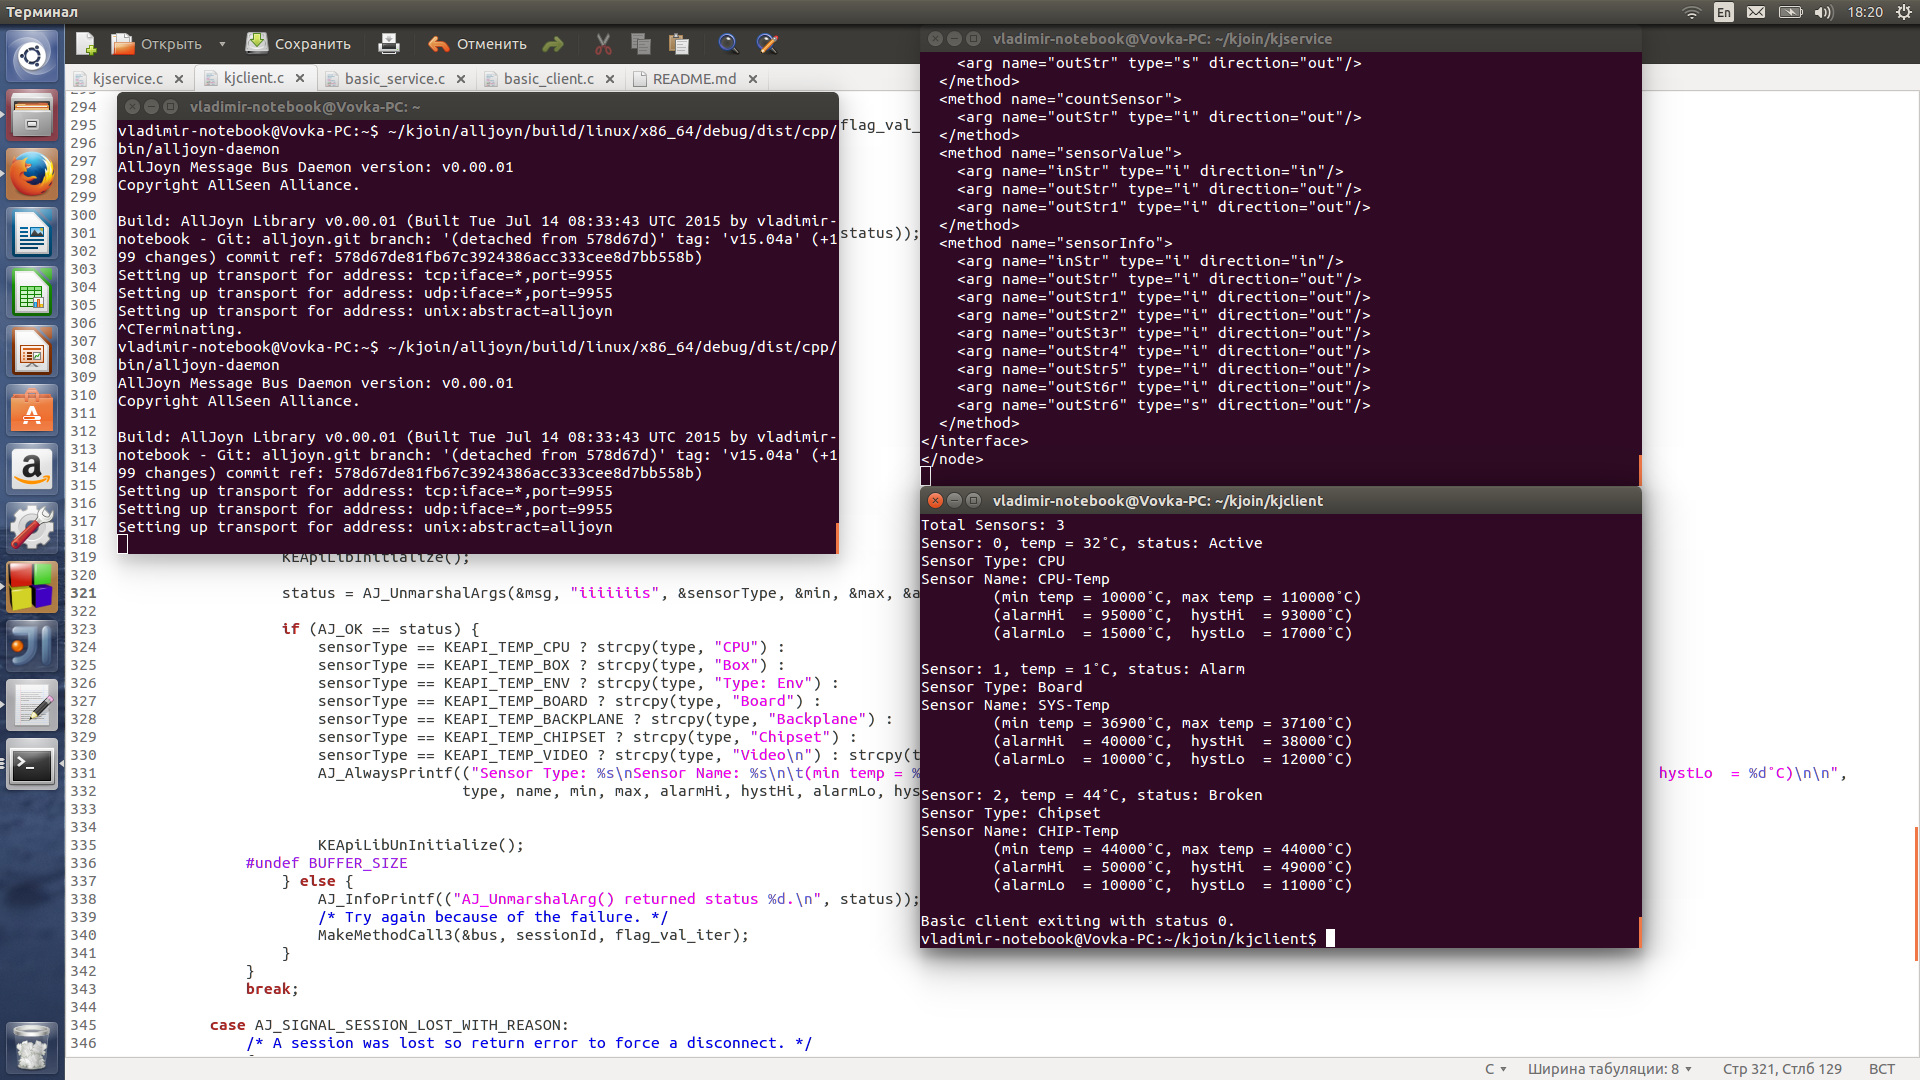 Терминал
En
18:20
Открыть
Сохранить
Отменить
kjservice.c
kjclient.c
basic_service.c
basic_client.c
README.md
vladimir-notebook@Vovka-PC: ~
vladimir-notebook@Vovka-PC:~$ ~/kjoin/alljoyn/build/linux/x86_64/debug/dist/cpp/
bin/alljoyn-daemon
AllJoyn Message Bus Daemon version: v0.00.01
Copyright AllSeen Alliance.
Build: AllJoyn Library v0.00.01 (Built Tue Jul 14 08:33:43 UTC 2015 by vladimir-
notebook - Git: alljoyn.git branch: '(detached from 578d67d)' tag: 'v15.04a' (+1
99 changes) commit ref: 578d67de81fb67c3924386acc333cee8d7bb558b)
Setting up transport for address: tcp:iface=*,port=9955
Setting up transport for address: udp:iface=*,port=9955
Setting up transport for address: unix:abstract=alljoyn
^CTerminating.
vladimir-notebook@Vovka-PC:~$ ~/kjoin/alljoyn/build/linux/x86_64/debug/dist/cpp/
bin/alljoyn-daemon
AllJoyn Message Bus Daemon version: v0.00.01
Copyright AllSeen Alliance.
Build: AllJoyn Library v0.00.01 (Built Tue Jul 14 08:33:43 UTC 2015 by vladimir-
notebook - Git: alljoyn.git branch: '(detached from 578d67d)' tag: 'v15.04a' (+1
99 changes) commit ref: 578d67de81fb67c3924386acc333cee8d7bb558b)
Setting up transport for address: tcp:iface=*,port=9955
Setting up transport for address: udp:iface=*,port=9955
Setting up transport for address: unix:abstract=alljoyn
vladimir-notebook@Vovka-PC: ~/kjoin/kjservice
<arg name="outStr" type="s" direction="out"/>
</method>
<method name="countSensor">
<arg name="outStr" type="i" direction="out"/>
</method>
<method name="sensorValue">
<arg name="inStr" type="i" direction="in"/>
<arg name="outStr" type="i" direction="out"/>
<arg name="outStr1" type="i" direction="out"/>
</method>
<method name="sensorInfo">
<arg name="inStr" type="i" direction="in"/>
<arg name="outStr" type="i" direction="out"/>
<arg name="outStr1" type="i" direction="out"/>
<arg name="outStr2" type="i" direction="out"/>
<arg name="outSt3r" type="i" direction="out"/>
<arg name="outStr4" type="i" direction="out"/>
<arg name="outStr5" type="i" direction="out"/>
<arg name="outSt6r" type="i" direction="out"/>
<arg name="outStr6" type="s" direction="out"/>
</method>
</interface>
</node>
vladimir-notebook@Vovka-PC: ~/kjoin/kjclient
Total Sensors: 3
Sensor: 0, temp = 32˚C, status: Active
Sensor Type: CPU
Sensor Name: CPU-Temp
(min temp = 10000˚C, max temp = 110000˚C)
(alarmHi  = 95000˚C,  hystHi  = 93000˚C)
(alarmLo  = 15000˚C,  hystLo  = 17000˚C)
Sensor: 1, temp = 1˚C, status: Alarm
Sensor Type: Board
Sensor Name: SYS-Temp
(min temp = 36900˚C, max temp = 37100˚C)
(alarmHi  = 40000˚C,  hystHi  = 38000˚C)
(alarmLo  = 10000˚C,  hystLo  = 12000˚C)
Sensor: 2, temp = 44˚C, status: Broken
Sensor Type: Chipset
Sensor Name: CHIP-Temp
(min temp = 44000˚C, max temp = 44000˚C)
(alarmHi  = 50000˚C,  hystHi  = 49000˚C)
(alarmLo  = 10000˚C,  hystLo  = 11000˚C)
Basic client exiting with status 0.
vladimir-notebook@Vovka-PC:~/kjoin/kjclient$
294
295 flag_val_
296
297
298
299
300
301 status));
302
303
304
305
306
307
308
309
310
311
312
313
314
315
316
317
318
319 KEApiLibInitialize();
320
321 status = AJ_UnmarshalArgs(&msg, "iiiiiiis", &sensorType, &min, &max, &a
322
323 if (AJ_OK == status) {
324 sensorType == KEAPI_TEMP_CPU ? strcpy(type, "CPU") :
325 sensorType == KEAPI_TEMP_BOX ? strcpy(type, "Box") :
326 sensorType == KEAPI_TEMP_ENV ? strcpy(type, "Type: Env") :
327 sensorType == KEAPI_TEMP_BOARD ? strcpy(type, "Board") :
328 sensorType == KEAPI_TEMP_BACKPLANE ? strcpy(type, "Backplane") :
329 sensorType == KEAPI_TEMP_CHIPSET ? strcpy(type, "Chipset") :
330 sensorType == KEAPI_TEMP_VIDEO ? strcpy(type, "Video\n") : strcpy(t
331 AJ_AlwaysPrintf(("Sensor Type: %s\nSensor Name: %s\n\t(min temp = % hystLo  = %d˚C)\n\n",
332 type, name, min, max, alarmHi, hystHi, alarmLo, hys
333
334
335 KEApiLibUnInitialize();
336 #undef BUFFER_SIZE
337 } else {
338 AJ_InfoPrintf(("AJ_UnmarshalArg() returned status %d.\n", status));
339 /* Try again because of the failure. */
340 MakeMethodCall3(&bus, sessionId, flag_val_iter);
341 }
342 }
343 break;
344
345 case AJ_SIGNAL_SESSION_LOST_WITH_REASON:
346 /* A session was lost so return error to force a disconnect. */
C
Ширина табуляции: 8
Стр 321, Стлб 129
ВСТ